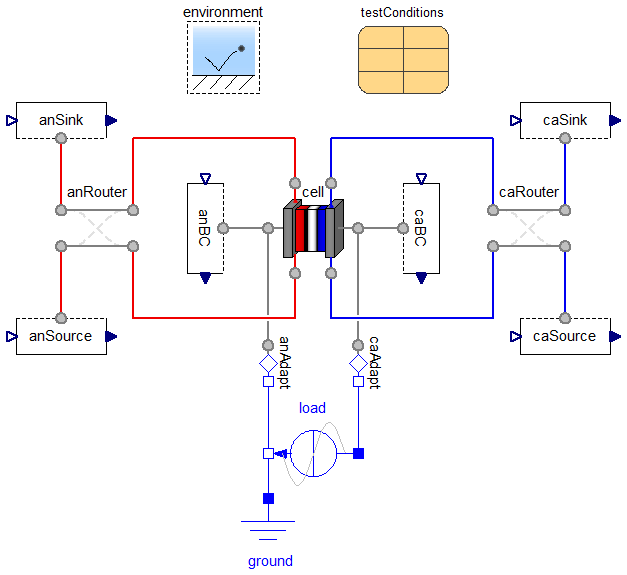 environment
testConditions
anSink
caSink
anRouter
cell
caRouter
anBC
caBC
anSource
caSource
anAdapt
caAdapt
load
ground